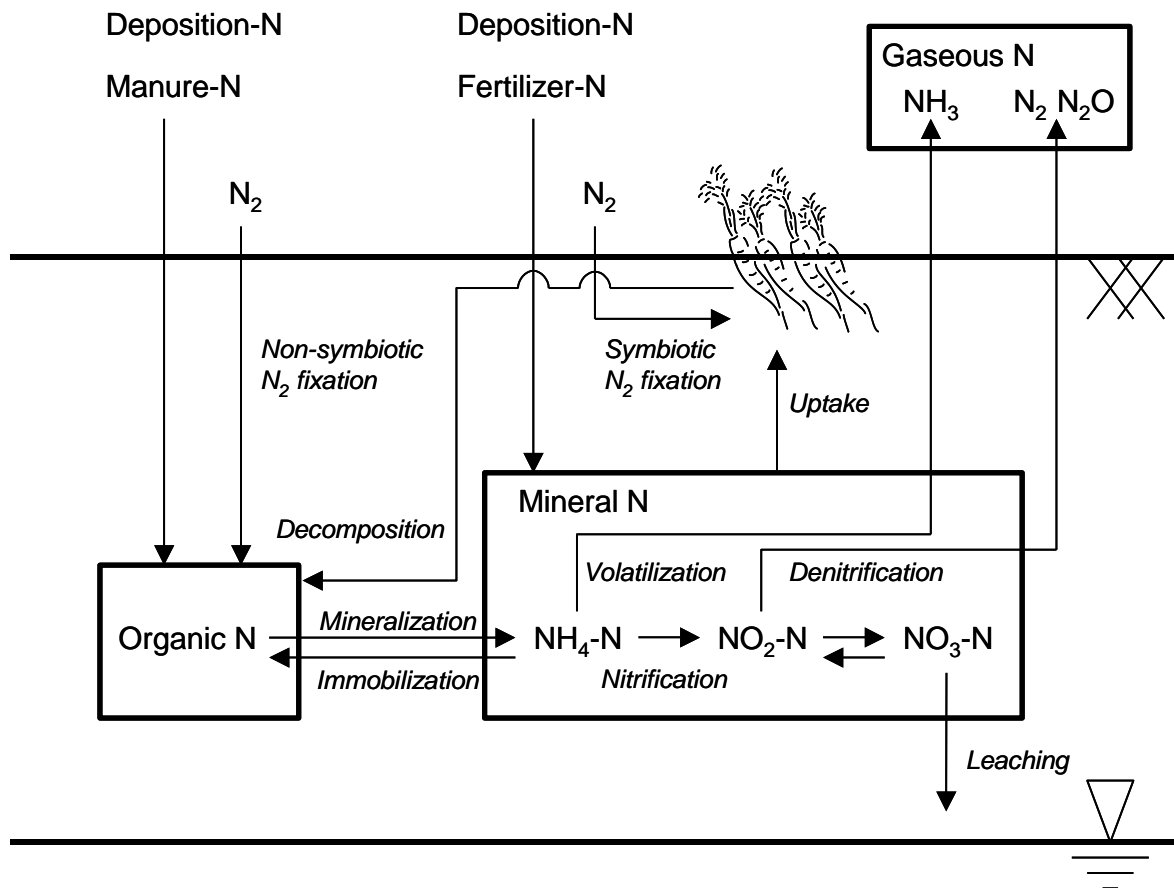 Deposition-N
Manure-N
Deposition-N
Fertilizer-N
Gaseous N
NH₃
N₂ N₂O
N₂
N₂
Non-symbiotic
N₂ fixation
Symbiotic
N₂ fixation
Uptake
Mineral N
Decomposition
Volatilization
Denitrification
Organic N
Mineralization
Immobilization
NH₄-N
NO₂-N
NO₃-N
Nitrification
Leaching